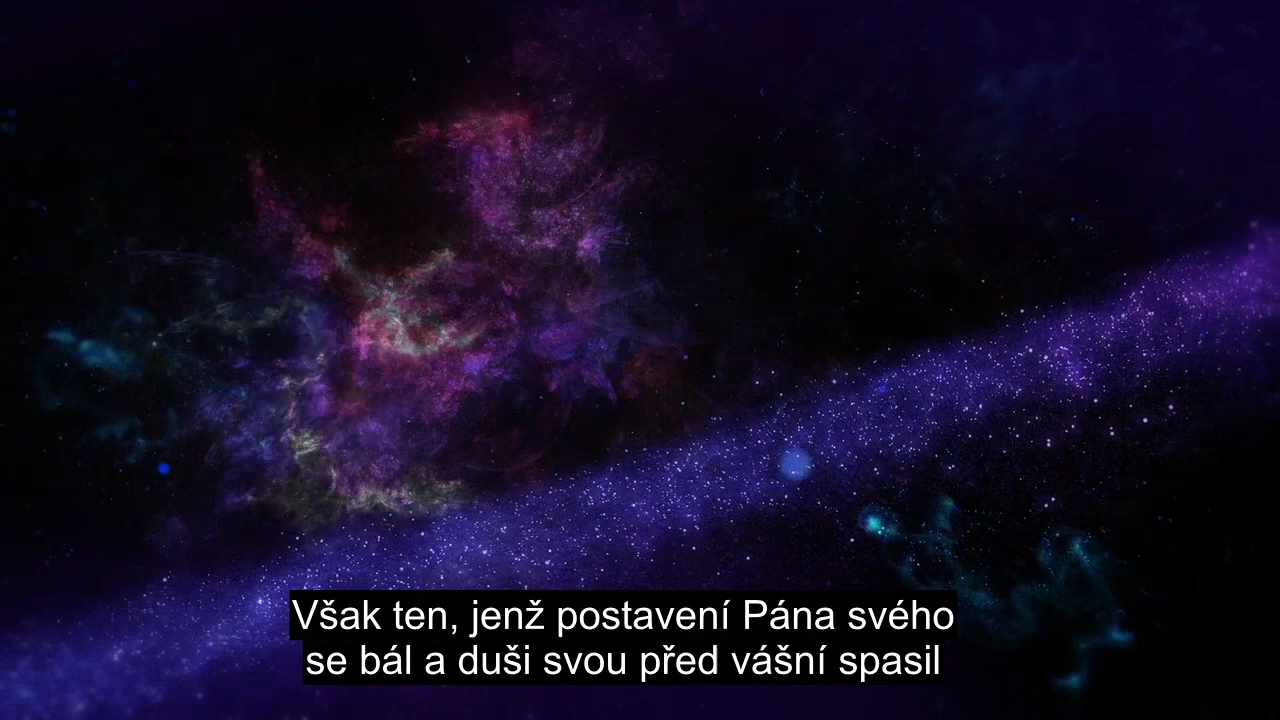 Však ten, jenž postavení Pána svého
se bál a duši svou před vášní spasil